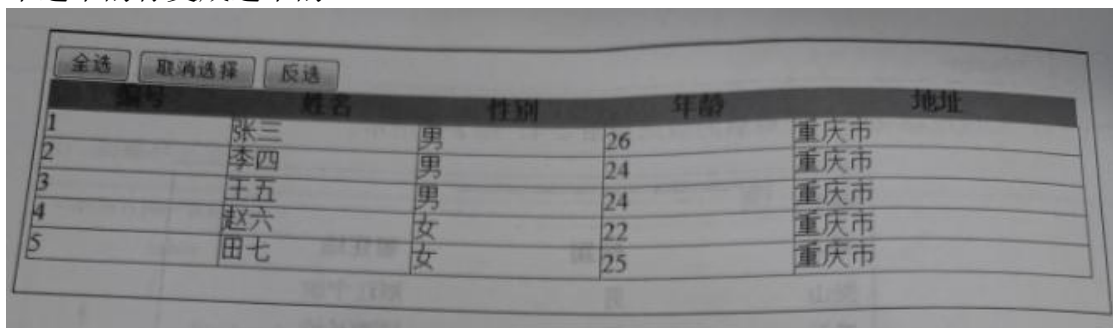 全选 取消选择 反选
编号 姓名 性别 年龄 地址
1 张三 男 26 重庆市
2 李四 男 24 重庆市
3 王五 男 24 重庆市
4 赵六 女 22 重庆市
5 田七 女 25 重庆市